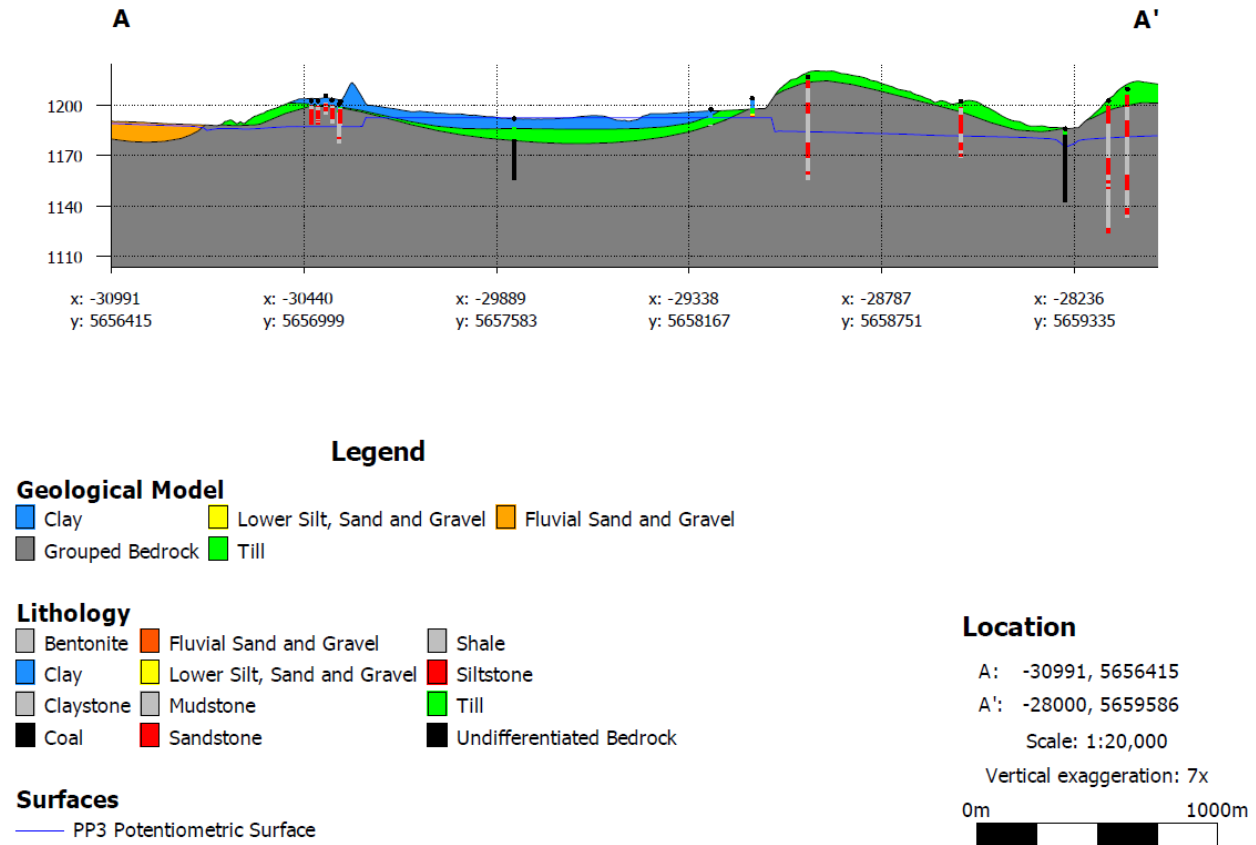 A A'
1200
1170
1140
1110
x: -30991 x: -30440 x: -29889 x: -29338 x: -28787 x: -28236
y: 5656415 y: 5656999 y: 5657583 y: 5658167 y: 5658751 y: 5659335
Legend
Geological Model
Clay Lower Silt, Sand and Gravel Fluvial Sand and Gravel
Grouped Bedrock Till
Lithology
Bentonite Fluvial Sand and Gravel Shale
Clay Lower Silt, Sand and Gravel Siltstone
Claystone Mudstone Till
Coal Sandstone Undifferentiated Bedrock
Surfaces
PP3 Potentiometric Surface
Location
A: -30991, 5656415
A': -28000, 5659586
Scale: 1:20,000
Vertical exaggeration: 7x
0m 1000m